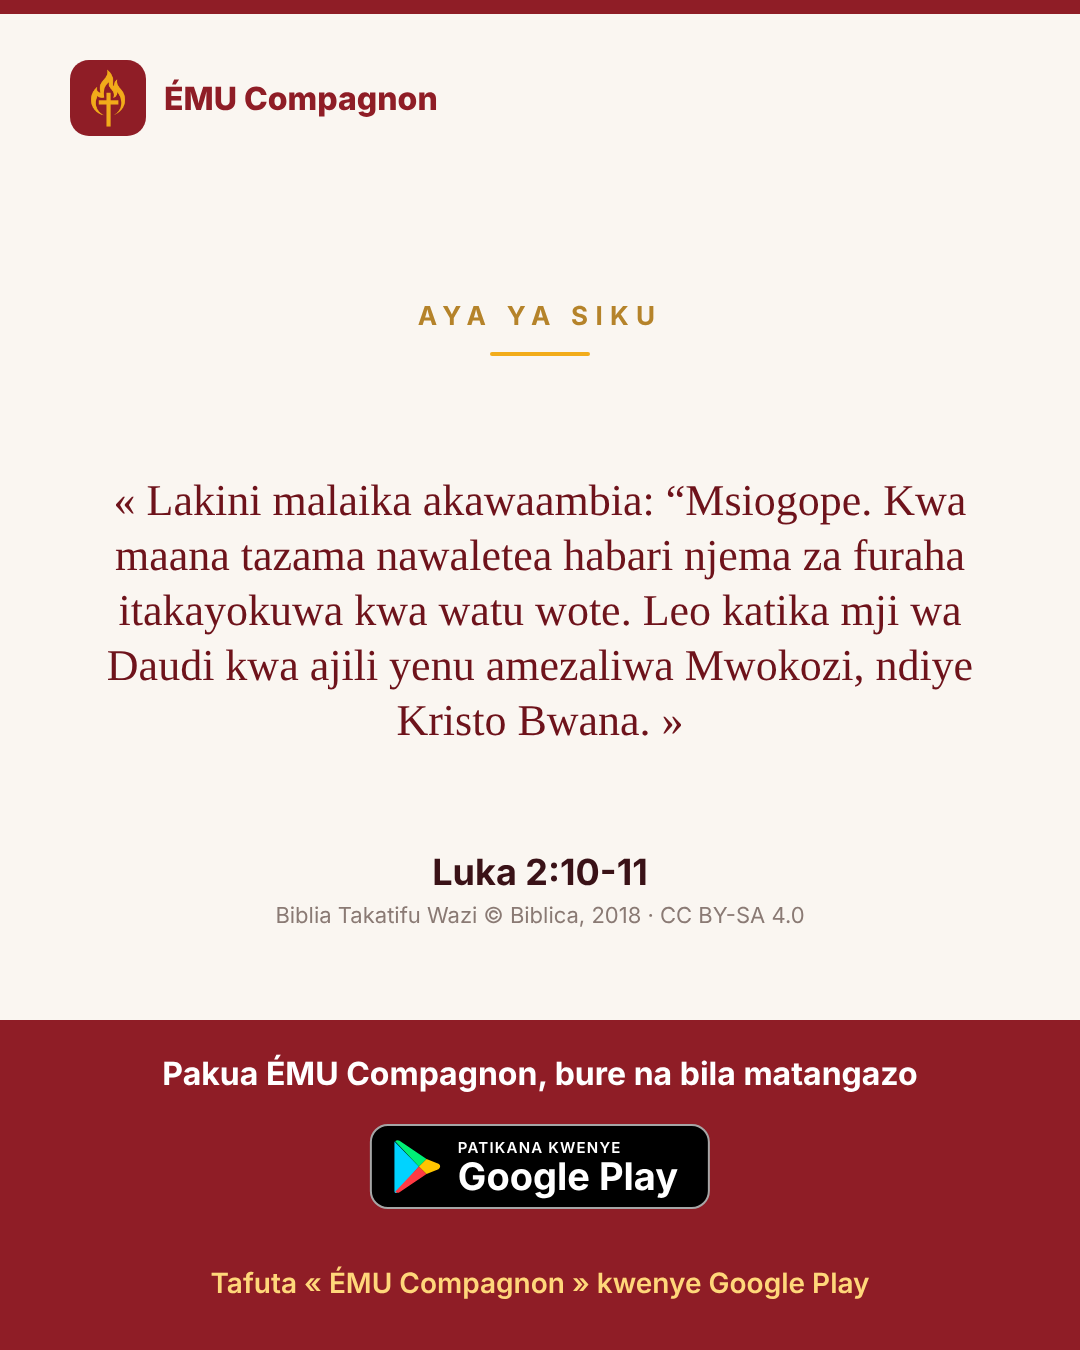 ÉMU Compagnon
AYA YA SIKU
« Lakini malaika akawaambia: “Msiogope. Kwa
maana tazama nawaletea habari njema za furaha
itakayokuwa kwa watu wote. Leo katika mji wa
Daudi kwa ajili yenu amezaliwa Mwokozi, ndiye
Kristo Bwana. »
Luka 2:10-11
Biblia Takatifu Wazi © Biblica, 2018 · CC BY-SA 4.0
Pakua ÉMU Compagnon, bure na bila matangazo
PATIKANA KWENYE
Google Play
Tafuta « ÉMU Compagnon » kwenye Google Play